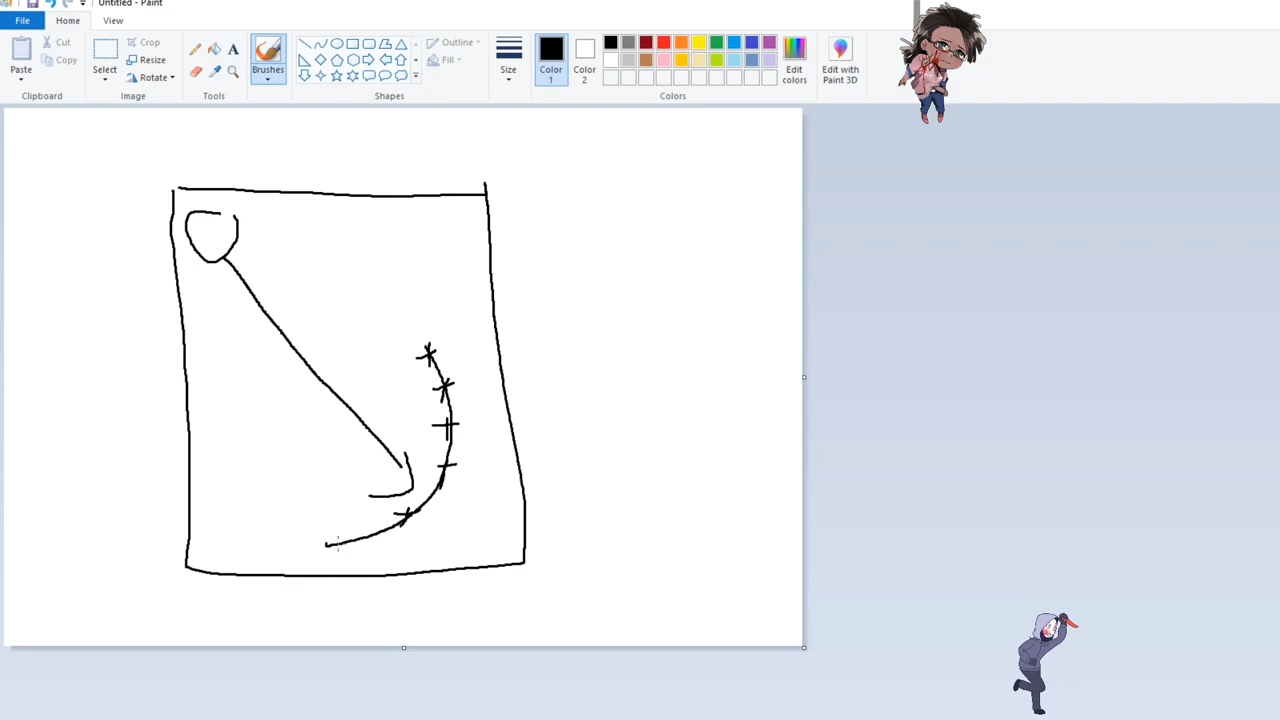 Untitled - Paint
File Home View
Cut Crop Outline Edit Edit with
Copy Resize Fill colors Paint 3D
Paste Select Rotate Brushes Size Color Color
1 2
Clipboard Image Tools Shapes Colors